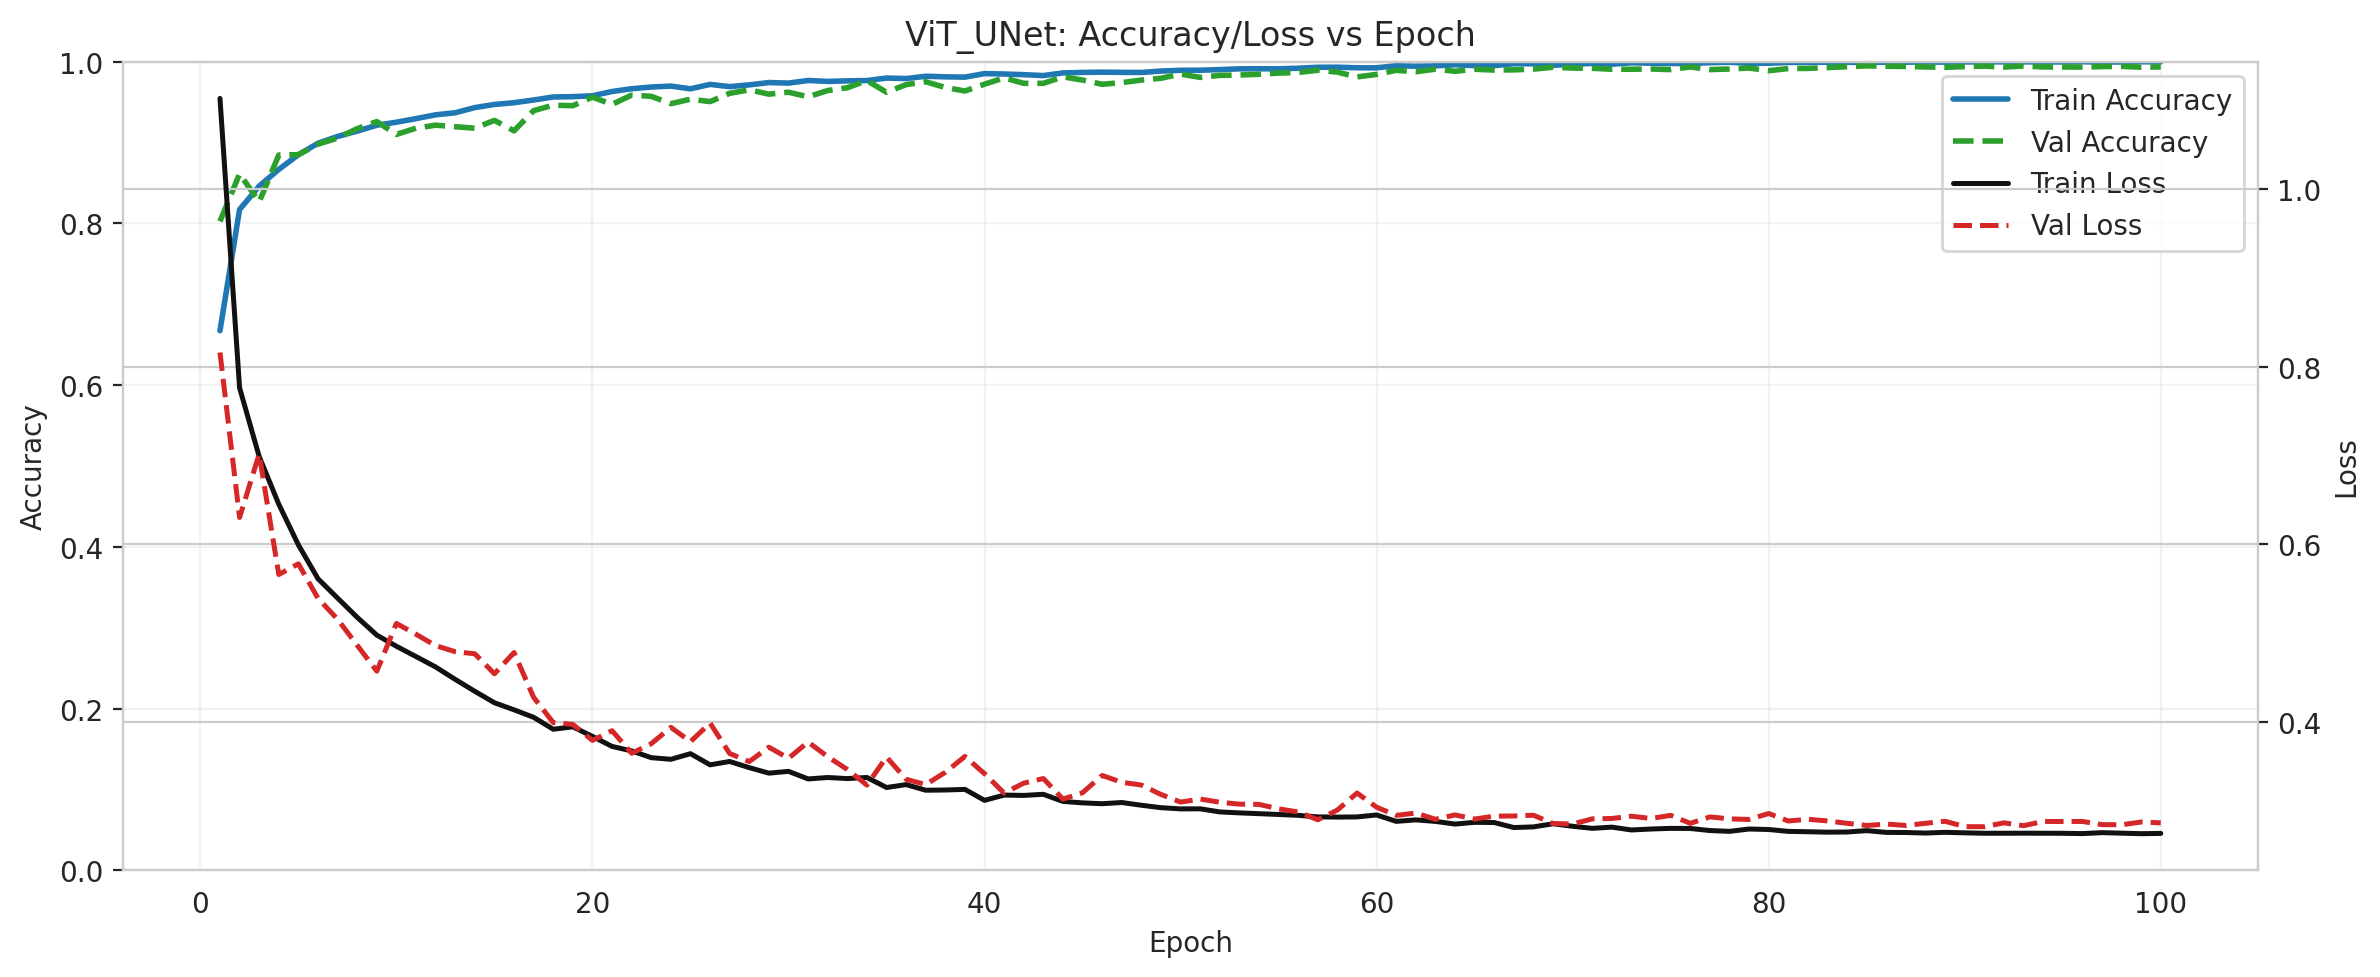 ViT_UNet: Accuracy/Loss vs Epoch
1.0
0.8
0.6
0.4
0.2
0.0
Accuracy
Train Accuracy
Val Accuracy
Train Loss
Val Loss
1.0
0.8
0.6
0.4
Loss
0 20 40 60 80 100
Epoch